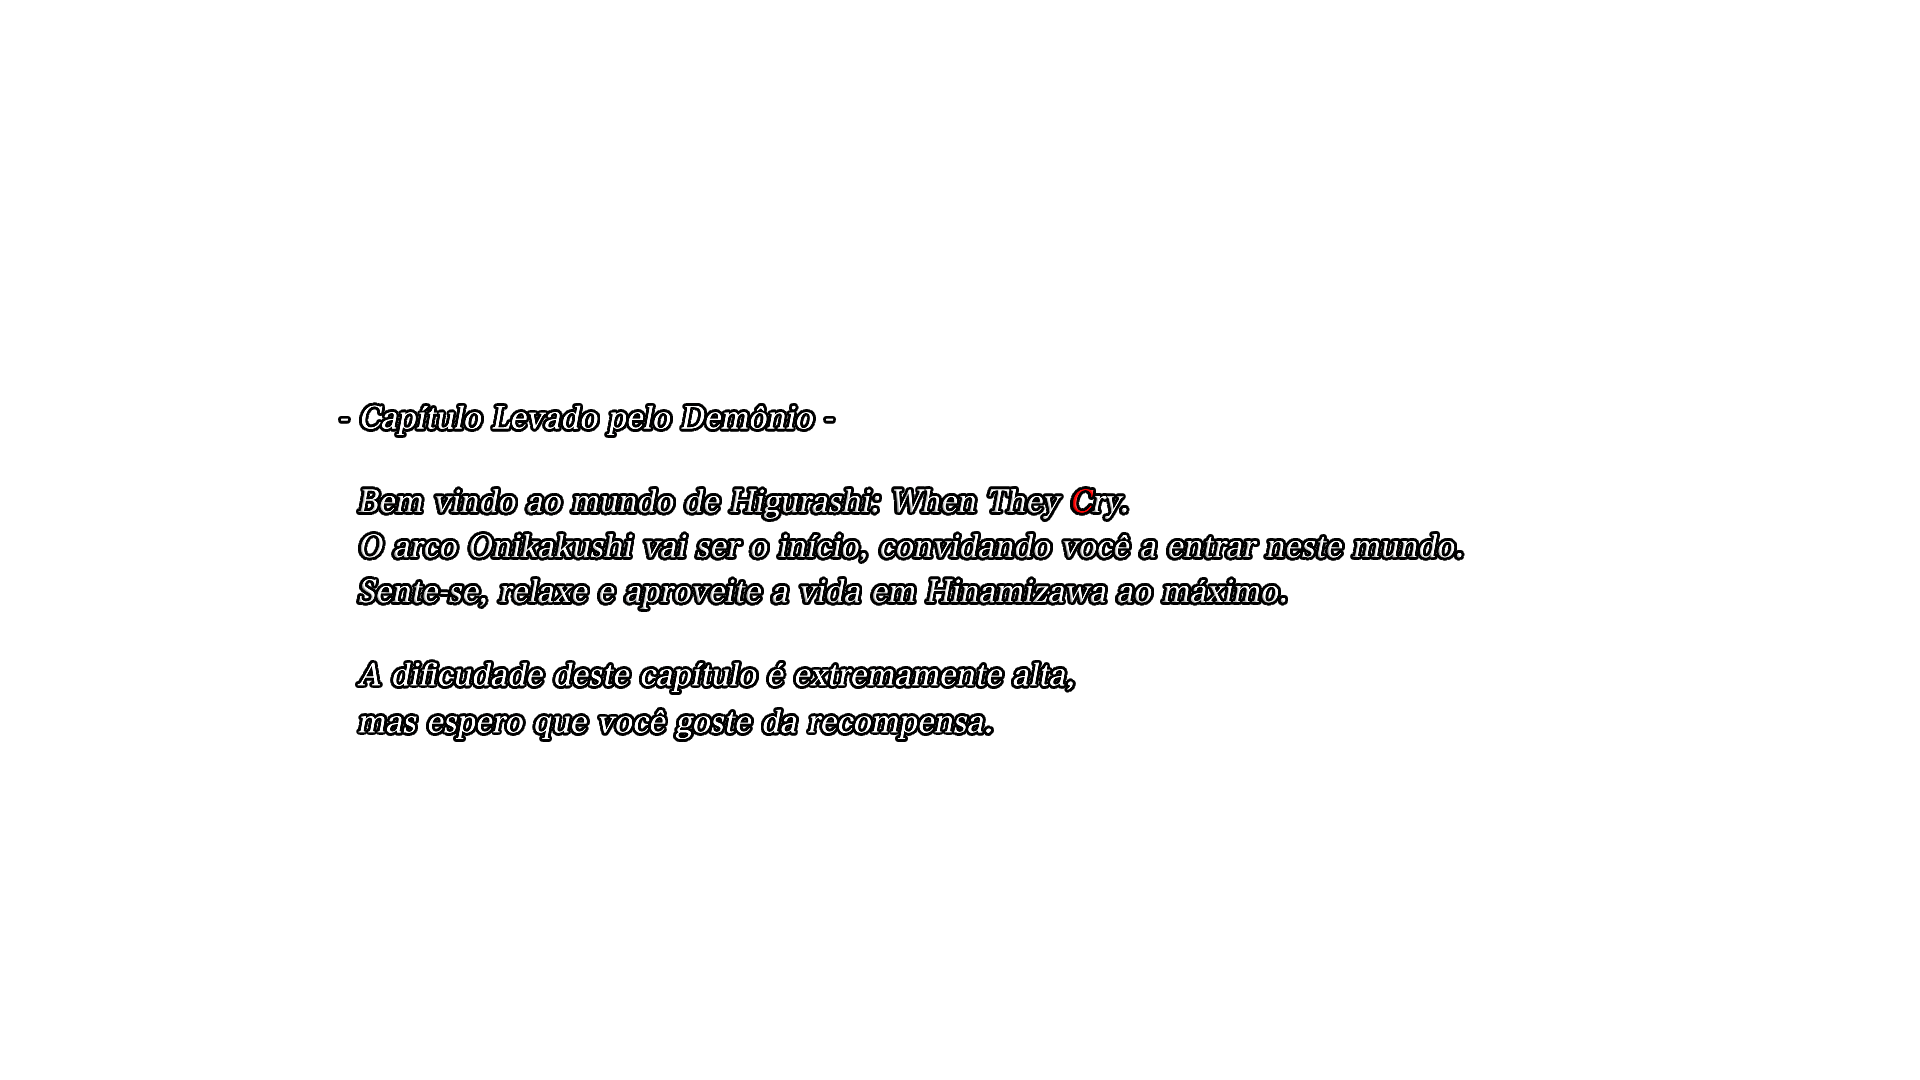 - Capítulo Levado pelo Demônio -
Bem vindo ao mundo de Higurashi: When They Cry.
O arco Onikakushi vai ser o início, convidando você a entrar neste mundo.
Sente-se, relaxe e aproveite a vida em Hinamizawa ao máximo.
A dificudade deste capítulo é extremamente alta,
mas espero que você goste da recompensa.